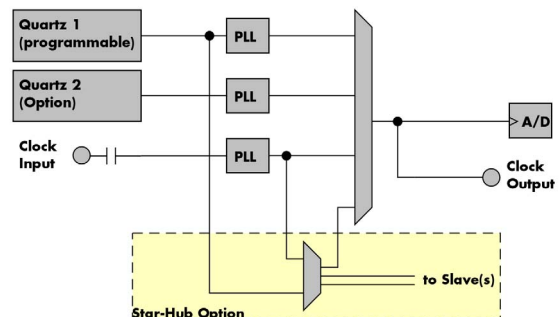 Quartz 1
(programmable)
PLL
Quartz 2
(Option)
PLL
Clock
Input
PLL
A/D
Clock
Output
to Slave(s)
Star-Hub Option